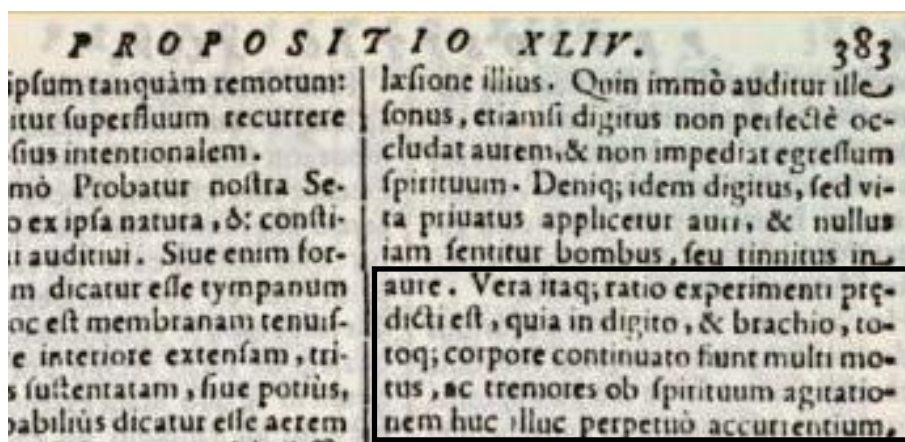 PROPOSITIO XLIV. 383
ipſum tanquàm remotum:
itur ſuperfluum recurrere
ſius intentionalem.
mò Probatur noſtra Se-
o ex ipſa natura, & conſti-
i auditiui. Siue enim for-
m dicatur eſſe tympanum
oc eſt membranam tenuiſ-
e interiore extenſam, tri-
s ſuſtentatam, ſiue potiùs,
babiliùs dicatur eſſe aerem
læſione illius. Quin immò auditur ille
ſonus, etiamſi digitus non perfectè oc-
cludat aurem, & non impediat egreſſum
ſpirituum. Deniq; idem digitus, ſed vi-
ta priuatus applicetur auri, & nullus
iam ſentitur bombus, ſeu tinnitus in
aure. Vera itaq; ratio experimenti prę-
dicti eſt, quia in digito, & brachio, to-
toq; corpore continuato fiunt multi mo-
tus, ac tremores ob ſpirituum agitatio-
nem huc illuc perpetuò accurrentium,